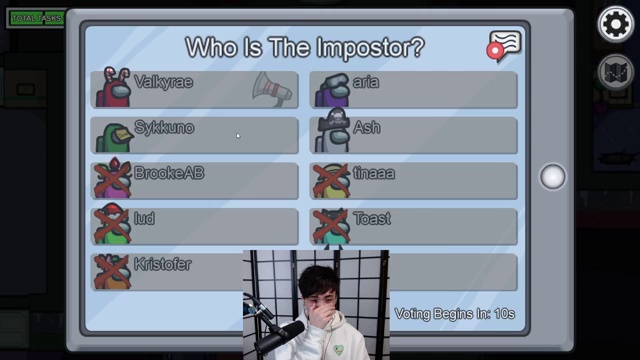 TOTAL TASKS
Who Is The Impostor?
Valkyrae
aria
Sykkuno
Ash
BrookeAB
tinaaa
lud
Toast
Kristofer
Voting Begins In: 10s